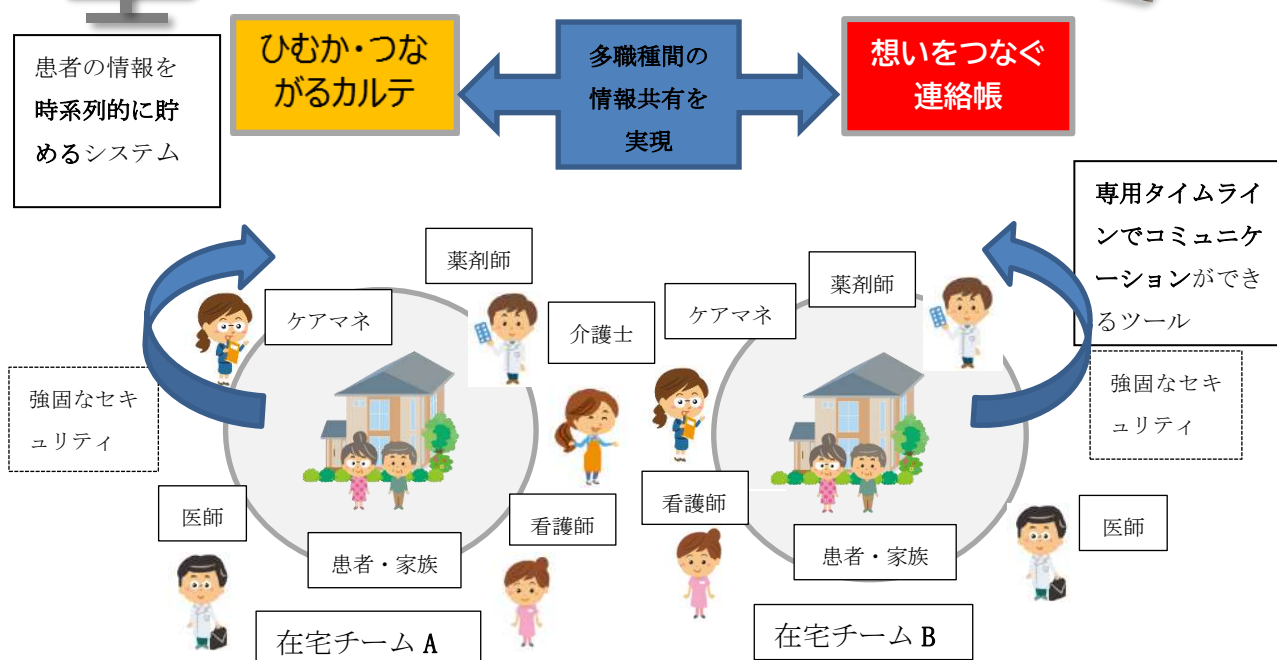 患者の情報を
時系列的に貯
めるシステム
ひむか・つな
がるカルテ
多職種間の
情報共有を
実現
想いをつなぐ
連絡帳
専用タイムライ
ンでコミュニケ
ーションができ
るツール
薬剤師
ケアマネ
介護士
強固なセキ
ュリティ
医師
看護師
患者・家族
在宅チーム A
薬剤師
ケアマネ
強固なセキ
ュリティ
看護師
医師
患者・家族
在宅チーム B